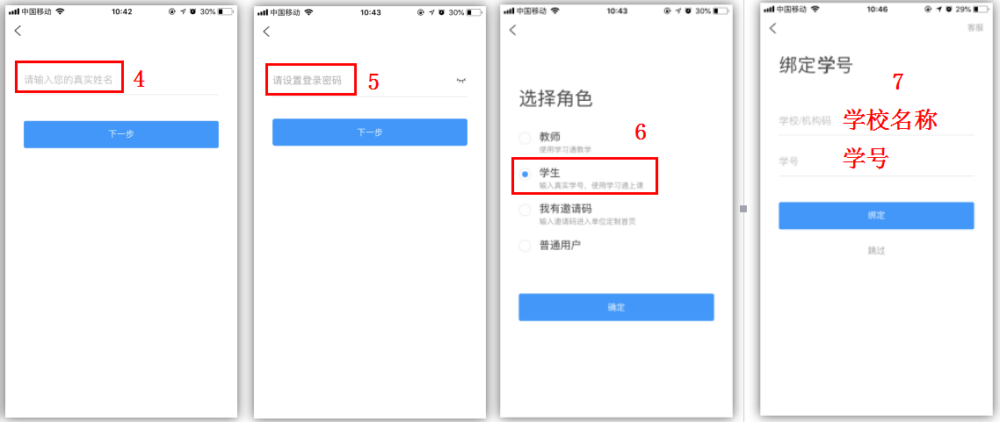 中国移动 10:42 30%
请输入您的真实姓名 4
下一步
中国移动 10:43 30%
请设置登录密码 5
下一步
中国移动 10:43 30%
选择角色
教师 6
使用学习通教学
学生
输入真实学号，使用学习通上课
我有邀请码
输入邀请码进入单位定制首页
普通用户
确定
中国移动 10:46 29%
客服
绑定学号
7
学校/机构码 学校名称
学号 学号
绑定
跳过